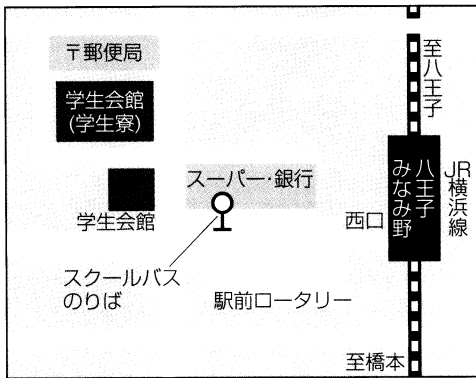 〒郵便局
学生会館
(学生寮)
スーパー・銀行
学生会館
スクールバス
のりば
駅前ロータリー
西口
至八王子
八王子
みなみ野
JR横浜線
至橋本